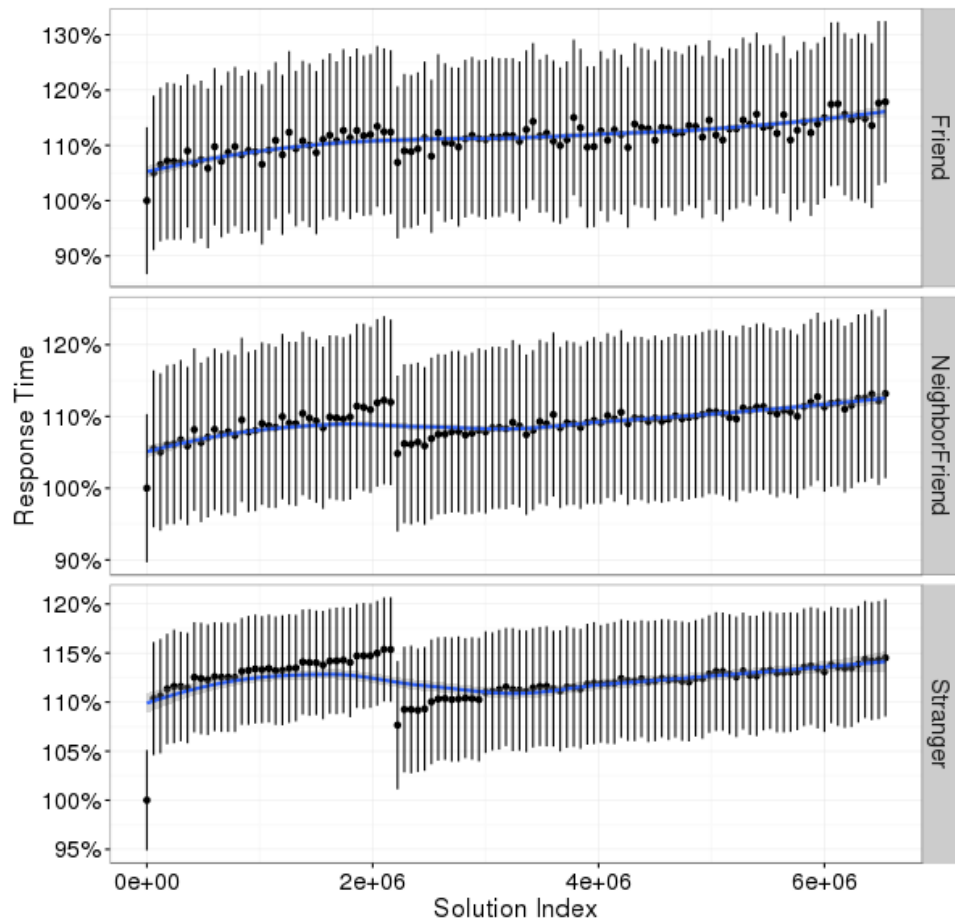 130%
120%
110%
100%
90%
Friend
120%
110%
100%
90%
NeighborFriend
120%
115%
110%
105%
100%
95%
Stranger
Response Time
0e+00 2e+06 4e+06 6e+06
Solution Index